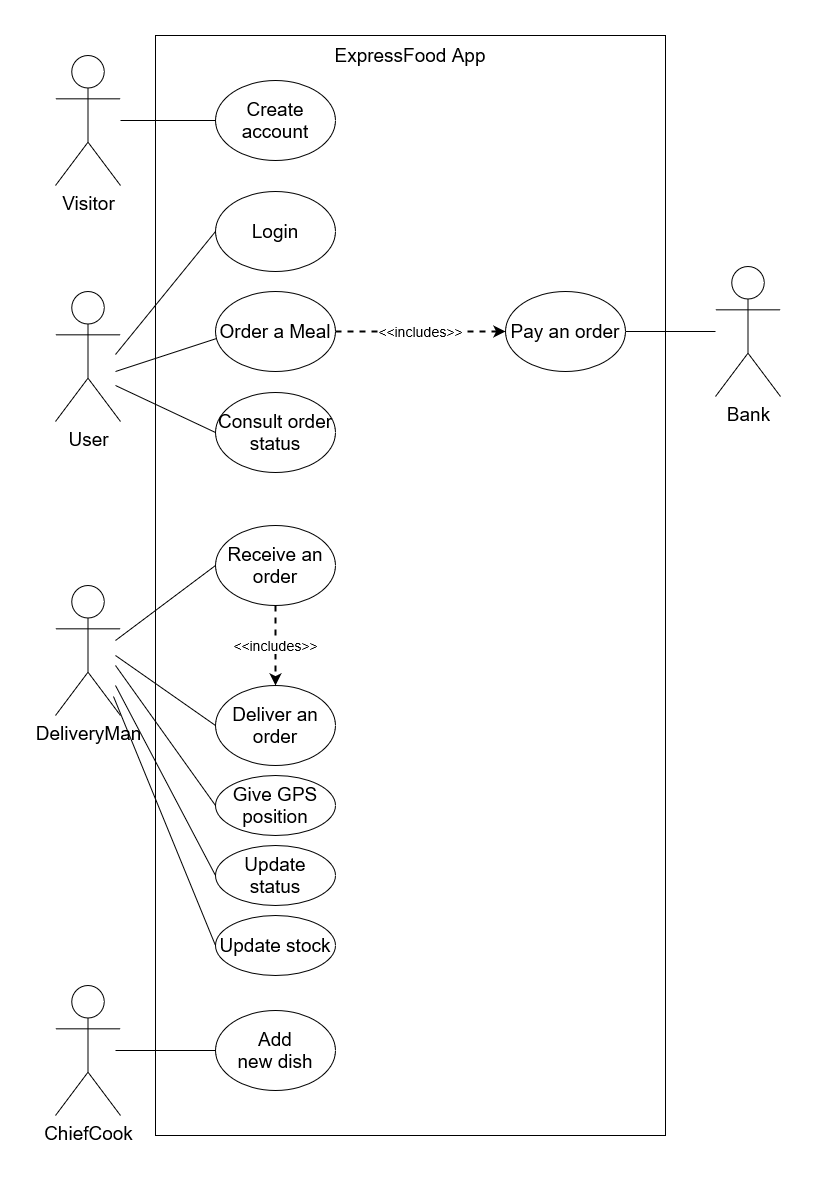 ExpressFood App
Create
account
Visitor
Login
Order a Meal
<<includes>>
Pay an order
Bank
User
Consult order
status
Receive an
order
<<includes>>
DeliveryMan
Deliver an
order
Give GPS
position
Update
status
Update stock
Add
new dish
ChiefCook